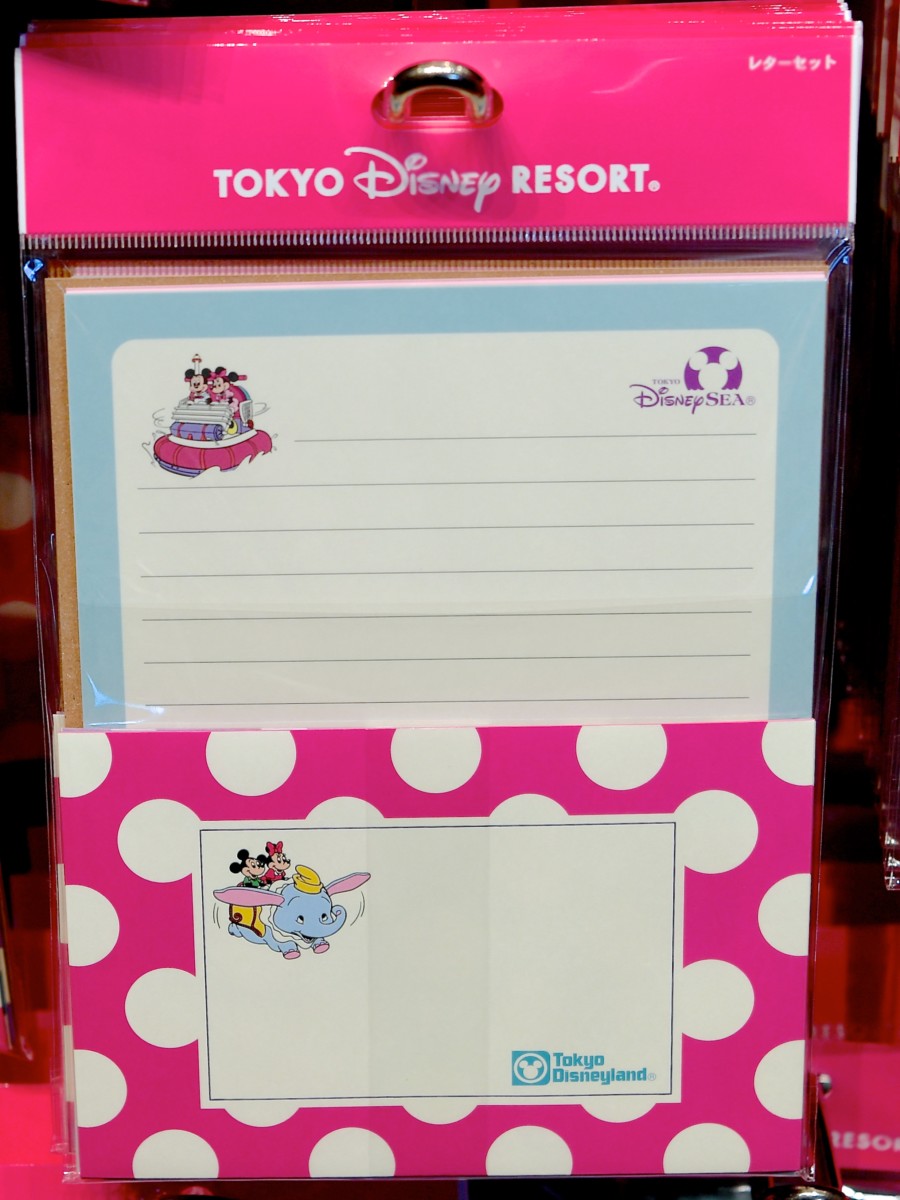 レターセット
TOKYO Disney RESORT®
TOKYO
DISNEYSEA®
Tokyo
Disneyland®